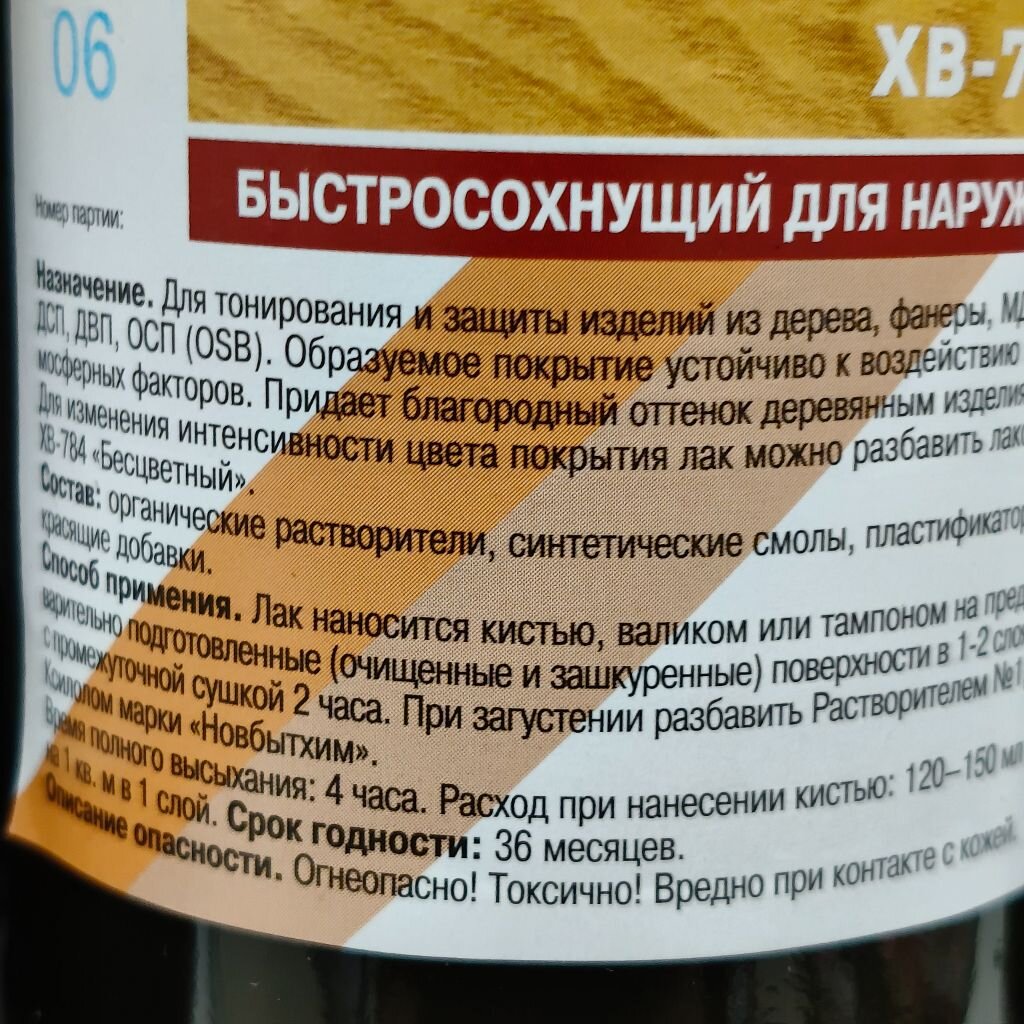 06
ХВ-7
БЫСТРОСОХНУЩИЙ ДЛЯ НАРУЖ
Номер партии:
Назначение. Для тонирования и защиты изделий из дерева, фанеры, МД
ДСП, ДВП, ОСП (OSB). Образуемое покрытие устойчиво к воздействию
мосферных факторов. Придает благородный оттенок деревянным изделия
Для изменения интенсивности цвета покрытия лак можно разбавить лако
ХВ-784 «Бесцветный».
Состав: органические растворители, синтетические смолы, пластификатор
красящие добавки.
Способ примения. Лак наносится кистью, валиком или тампоном на пред
варительно подготовленные (очищенные и зашкуренные) поверхности в 1-2 сло
с промежуточной сушкой 2 часа. При загустении разбавить Растворителем №1,
Ксилолом марки «Новбытхим».
Время полного высыхания: 4 часа. Расход при нанесении кистью: 120–150 мл
на 1 кв. м в 1 слой. Срок годности: 36 месяцев.
Описание опасности. Огнеопасно! Токсично! Вредно при контакте с кожей.